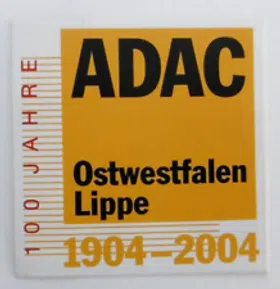 100 JAHRE
ADAC
Ostwestfalen
Lippe
1904–2004